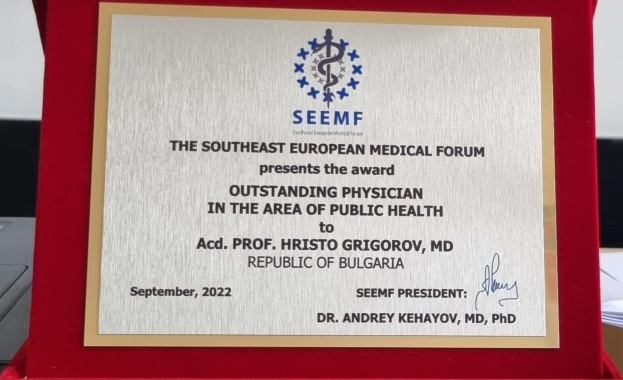 SEEMF
Southeast European Medical Forum
THE SOUTHEAST EUROPEAN MEDICAL FORUM
presents the award
OUTSTANDING PHYSICIAN
IN THE AREA OF PUBLIC HEALTH
to
Acd. PROF. HRISTO GRIGOROV, MD
REPUBLIC OF BULGARIA
September, 2022 SEEMF PRESIDENT:
DR. ANDREY KEHAYOV, MD, PhD